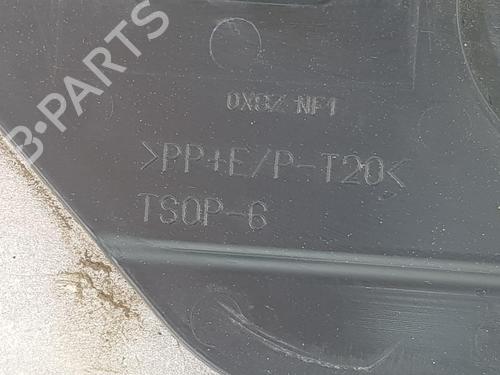 B-PARTS
0X8Z NF1
>PP+E/P-T20<
TSOP-6